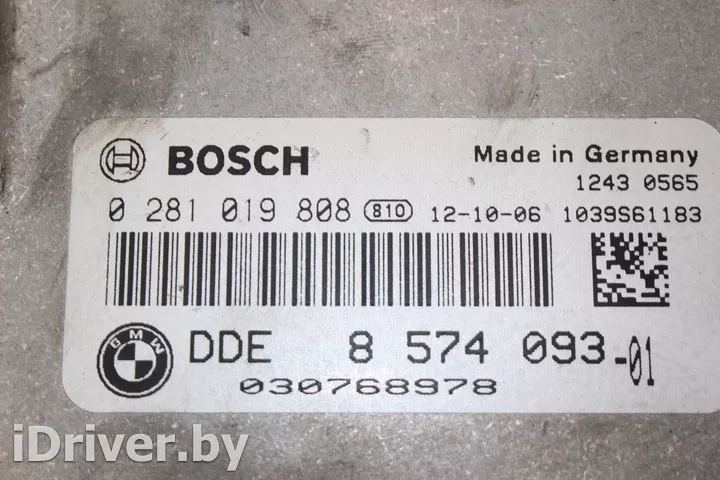 BOSCH
Made in Germany
1243 0565
0 281 019 808 810 12-10-06 1039S61183
BMW
DDE 8 574 093-01
030768978
iDriver.by